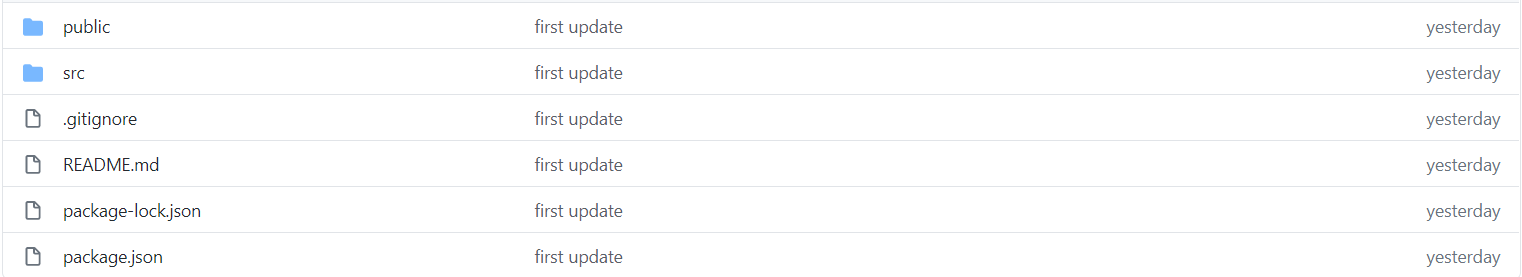 public first update yesterday
src first update yesterday
.gitignore first update yesterday
README.md first update yesterday
package-lock.json first update yesterday
package.json first update yesterday